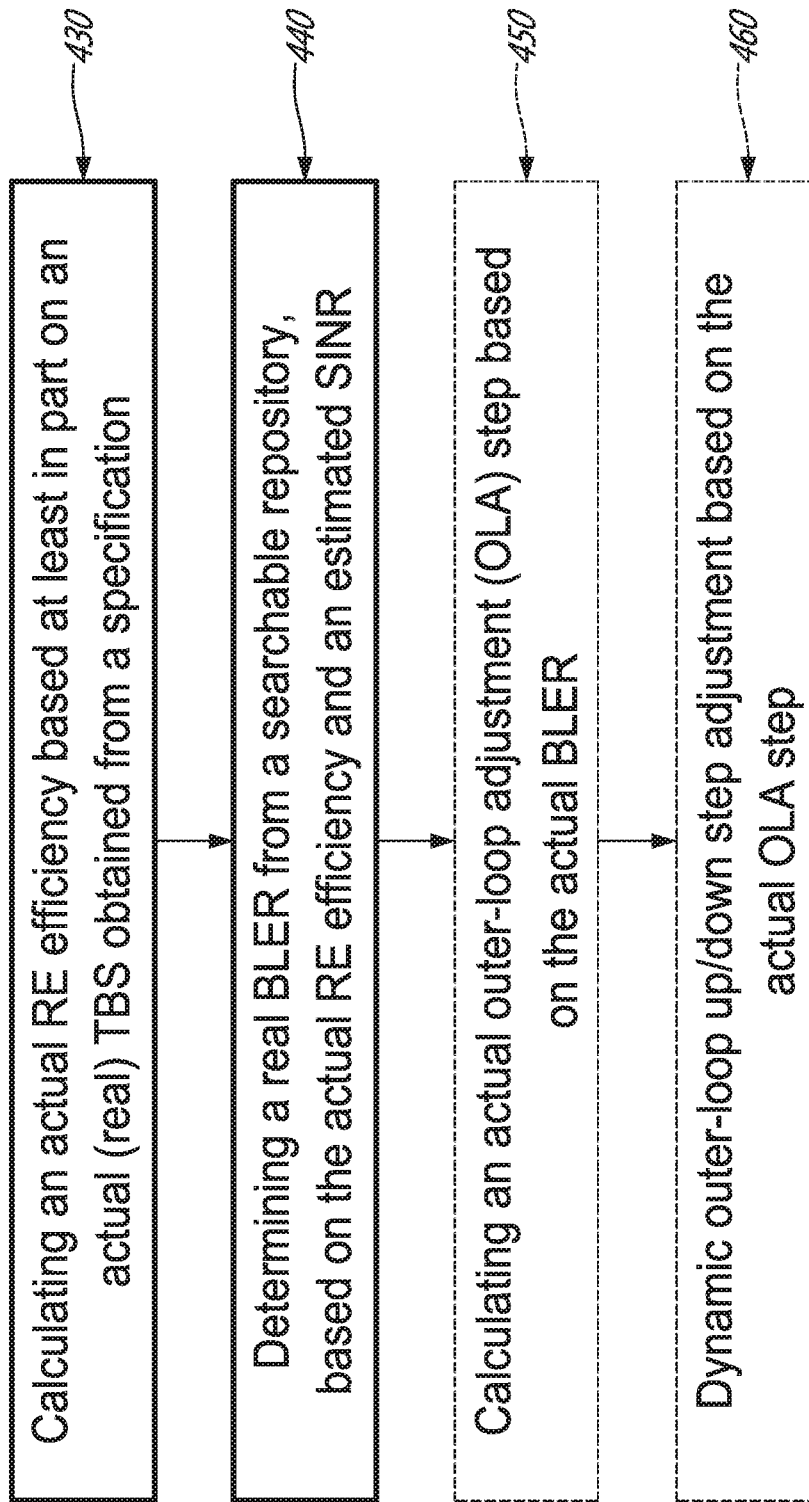 Calculating an actual RE efficiency based at least in part on an
actual (real) TBS obtained from a specification
430
Determining a real BLER from a searchable repository,
based on the actual RE efficiency and an estimated SINR
440
Calculating an actual outer-loop adjustment (OLA) step based
on the actual BLER
450
Dynamic outer-loop up/down step adjustment based on the
actual OLA step
460